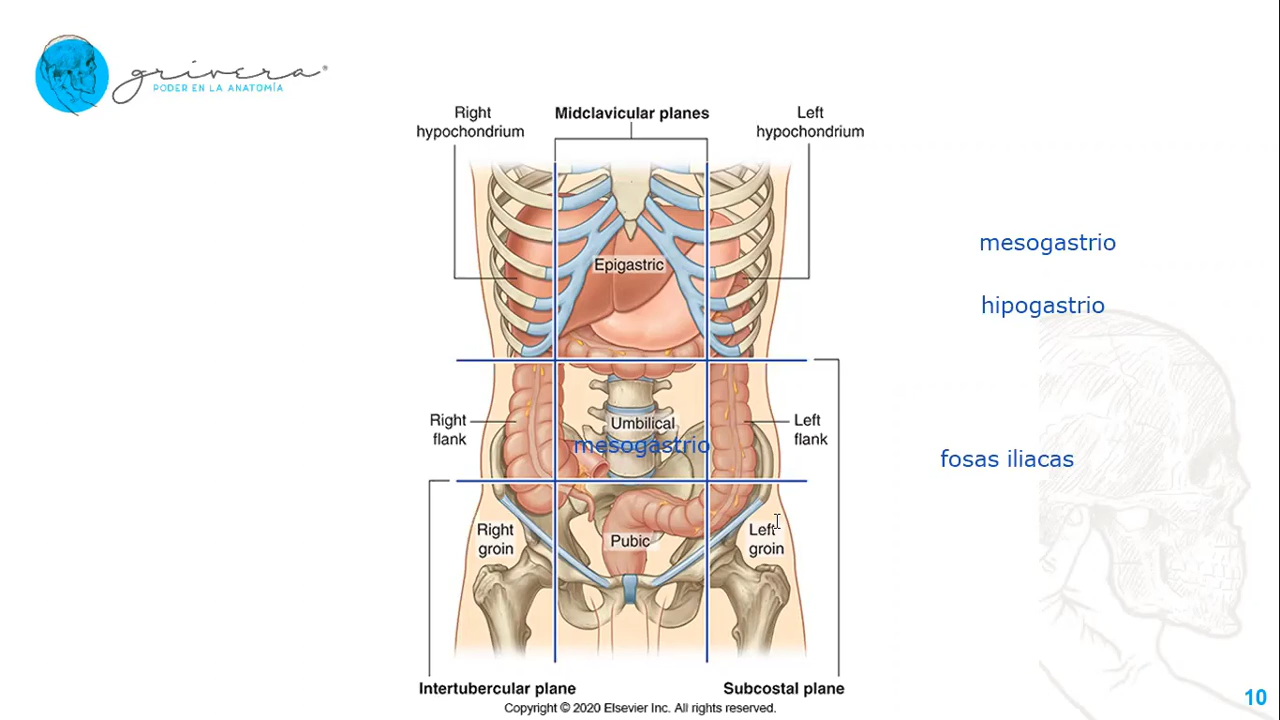 grivera®
PODER EN LA ANATOMÍA
Right
hypochondrium
Midclavicular planes
Left
hypochondrium
Epigastric
mesogastrio
hipogastrio
Right
flank
Umbilical
mesogastrio
Left
flank
fosas iliacas
Right
groin
Pubic
Left
groin
Intertubercular plane
Subcostal plane
Copyright © 2020 Elsevier Inc. All rights reserved.
10